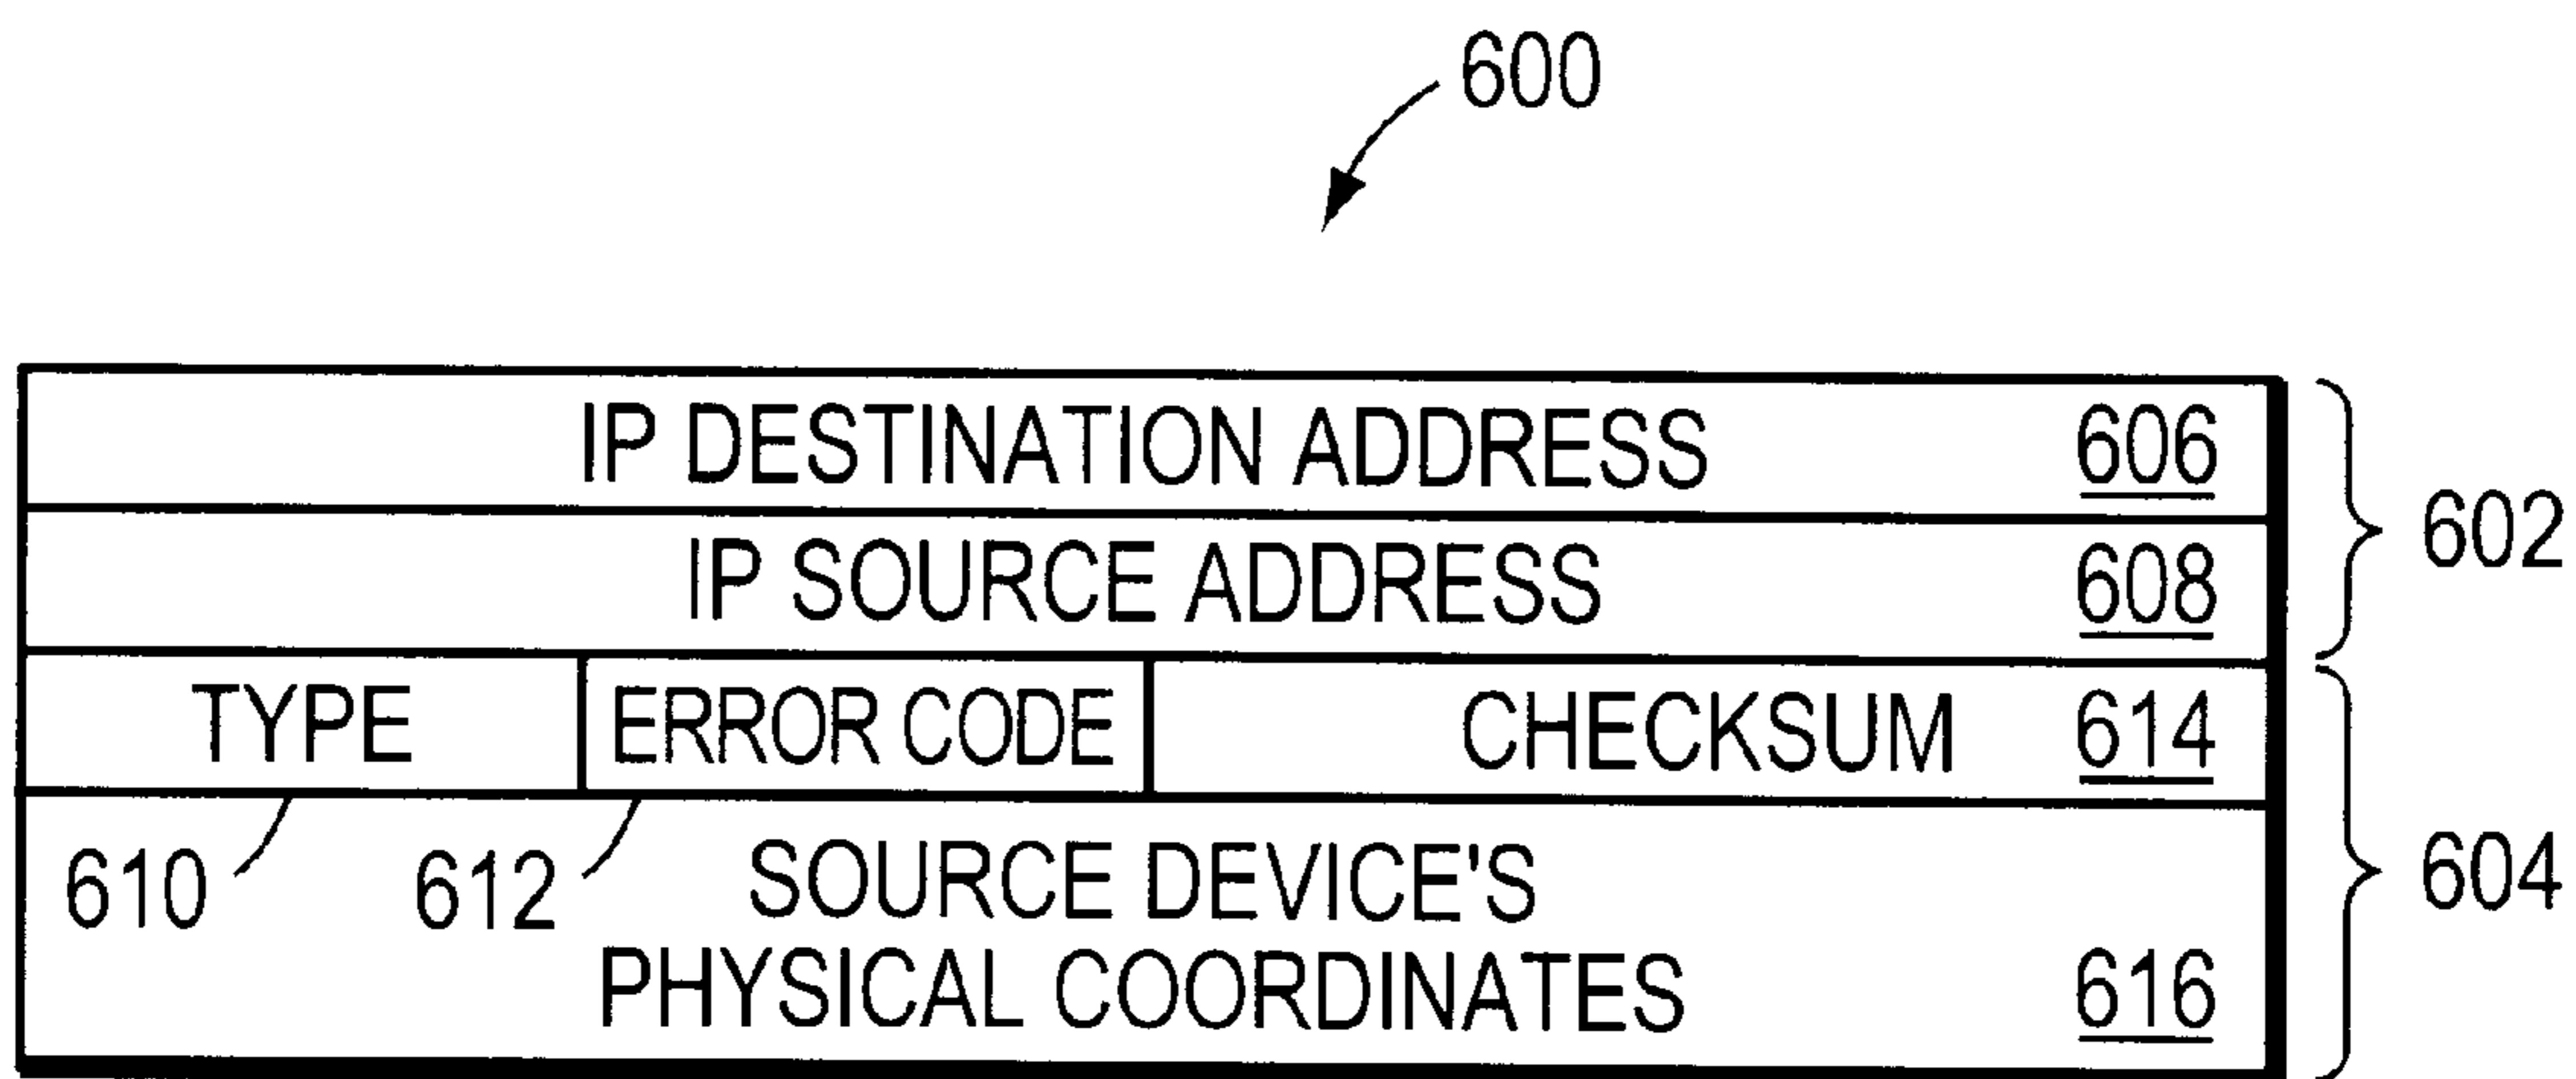 600
IP DESTINATION ADDRESS 606
602
IP SOURCE ADDRESS 608
TYPE ERROR CODE CHECKSUM 614
610 612 SOURCE DEVICE'S
604
PHYSICAL COORDINATES 616